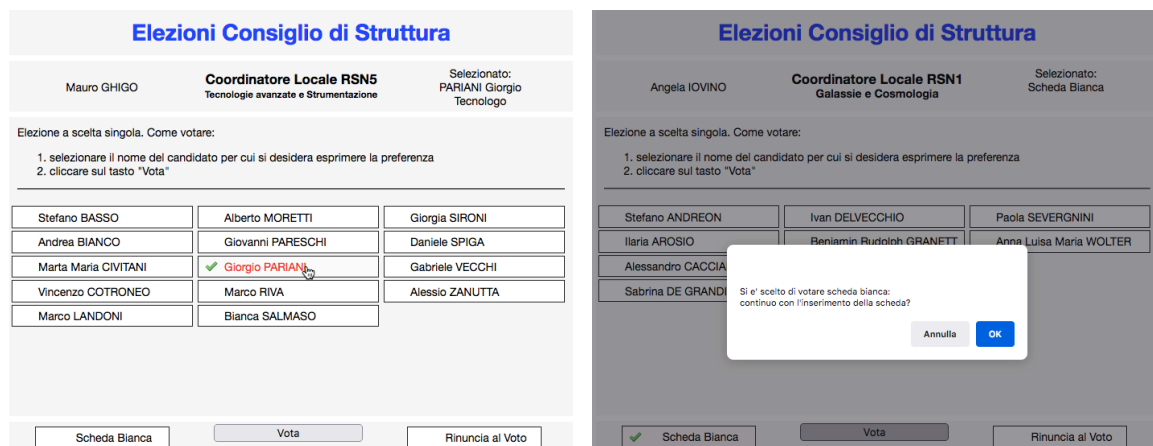 Elezioni Consiglio di Struttura
Mauro GHIGO
Coordinatore Locale RSN5
Tecnologie avanzate e Strumentazione
Selezionato:
PARIANI Giorgio
Tecnologo
Elezione a scelta singola. Come votare:
1. selezionare il nome del candidato per cui si desidera esprimere la preferenza
2. cliccare sul tasto "Vota"
Stefano BASSO
Alberto MORETTI
Giorgia SIRONI
Andrea BIANCO
Giovanni PARESCHI
Daniele SPIGA
Marta Maria CIVITANI
Giorgio PARIANI
Gabriele VECCHI
Vincenzo COTRONEO
Marco RIVA
Alessio ZANUTTA
Marco LANDONI
Bianca SALMASO
Scheda Bianca
Vota
Rinuncia al Voto
Elezioni Consiglio di Struttura
Angela IOVINO
Coordinatore Locale RSN1
Galassie e Cosmologia
Selezionato:
Scheda Bianca
Elezione a scelta singola. Come votare:
1. selezionare il nome del candidato per cui si desidera esprimere la preferenza
2. cliccare sul tasto "Vota"
Stefano ANDREON
Ivan DELVECCHIO
Paola SEVERGNINI
Ilaria AROSIO
Benjamin Rudolph GRANETT
Anna Luisa Maria WOLTER
Alessandro CACCIA
Sabrina DE GRANDI
Si e' scelto di votare scheda bianca:
continuo con l'inserimento della scheda?
Annulla
OK
Scheda Bianca
Vota
Rinuncia al Voto